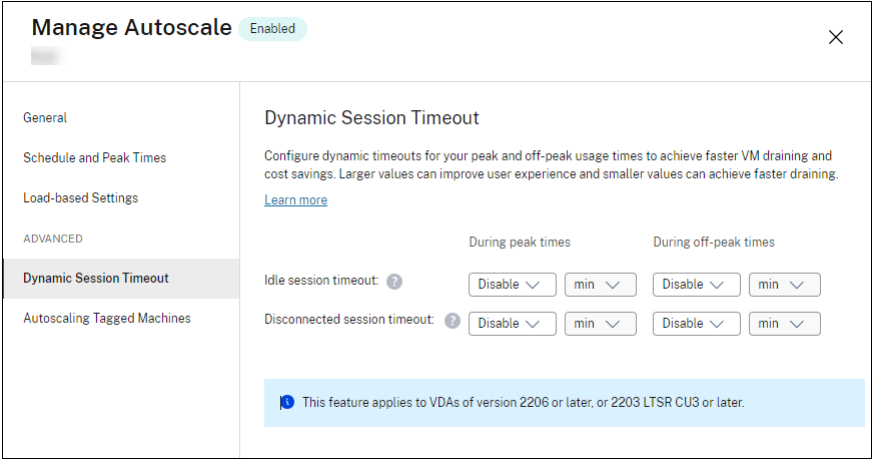 Manage Autoscale Enabled
General
Schedule and Peak Times
Load-based Settings
ADVANCED
Dynamic Session Timeout
Autoscaling Tagged Machines
Dynamic Session Timeout
Configure dynamic timeouts for your peak and off-peak usage times to achieve faster VM draining and
cost savings. Larger values can improve user experience and smaller values can achieve faster draining.
Learn more
During peak times During off-peak times
Idle session timeout: ? Disable min Disable min
Disconnected session timeout: ? Disable min Disable min
This feature applies to VDAs of version 2206 or later, or 2203 LTSR CU3 or later.